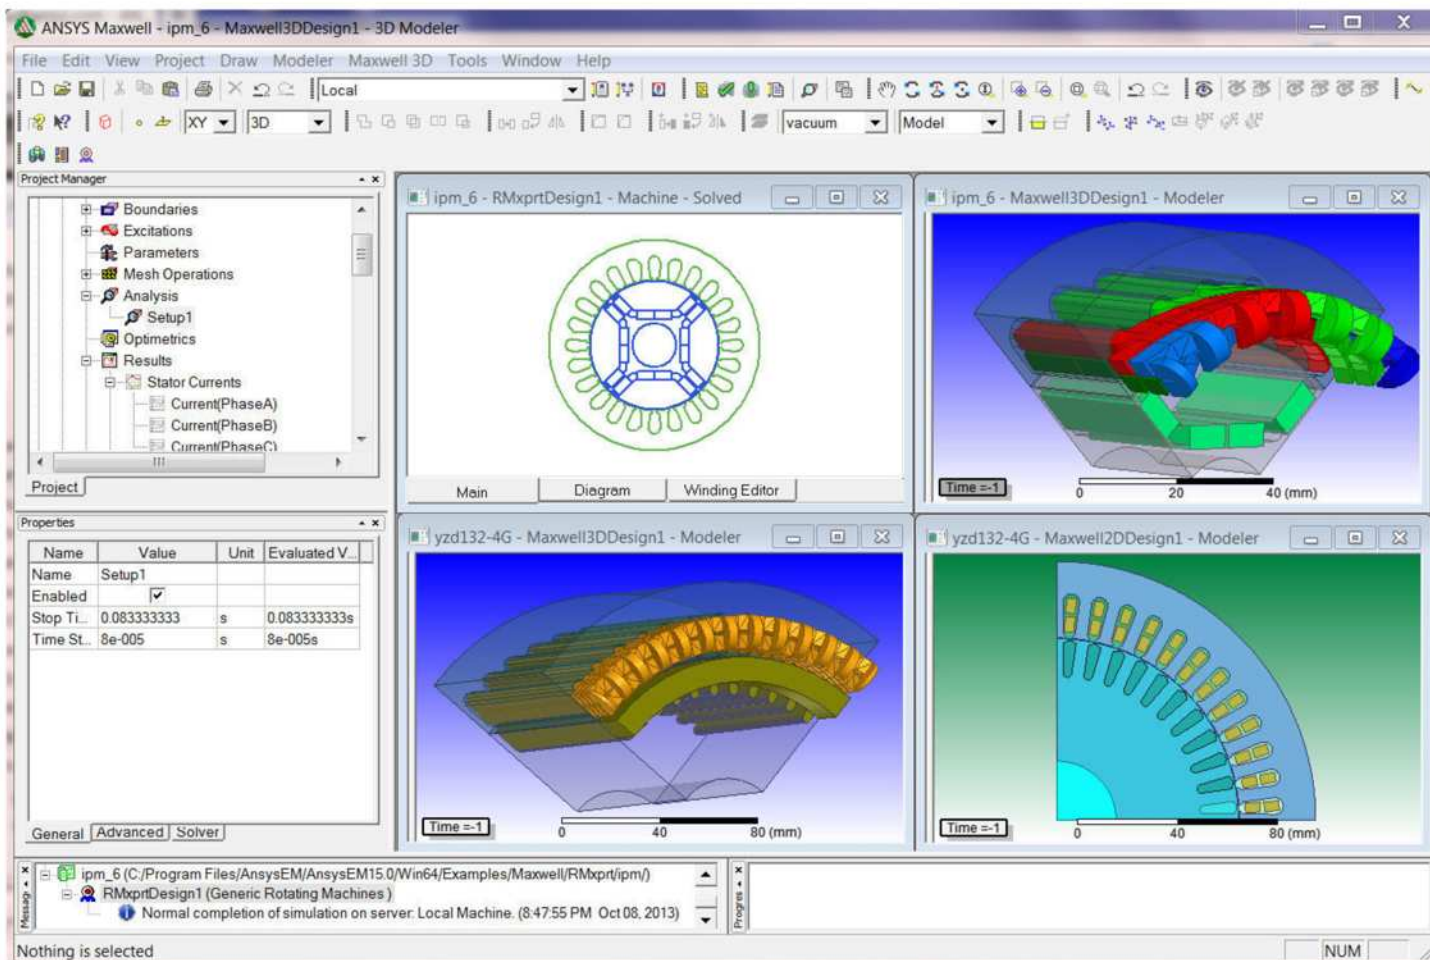 ANSYS Maxwell - ipm_6 - Maxwell3DDesign1 - 3D Modeler
File Edit View Project Draw Modeler Maxwell 3D Tools Window Help
Local
XY 3D vacuum Model
Project Manager
Boundaries
Excitations
Parameters
Mesh Operations
Analysis
Setup1
Optimetrics
Results
Stator Currents
Current(PhaseA)
Current(PhaseB)
Current(PhaseC)
Project
ipm_6 - RMxprtDesign1 - Machine - Solved
Main Diagram Winding Editor
ipm_6 - Maxwell3DDesign1 - Modeler
Time =-1
0 20 40 (mm)
Properties
Name Value Unit Evaluated V...
Name Setup1
Enabled
Stop Ti... 0.083333333 s 0.083333333s
Time St... 8e-005 s 8e-005s
General Advanced Solver
yzd132-4G - Maxwell3DDesign1 - Modeler
Time =-1
0 40 80 (mm)
yzd132-4G - Maxwell2DDesign1 - Modeler
Time =-1
0 40 80 (mm)
ipm_6 (C:/Program Files/AnsysEM/AnsysEM15.0/Win64/Examples/Maxwell/RMxprt/ipm/)
RMxprtDesign1 (Generic Rotating Machines )
Normal completion of simulation on server: Local Machine. (8:47:55 PM Oct 08, 2013)
Messag
Progres
Nothing is selected
NUM